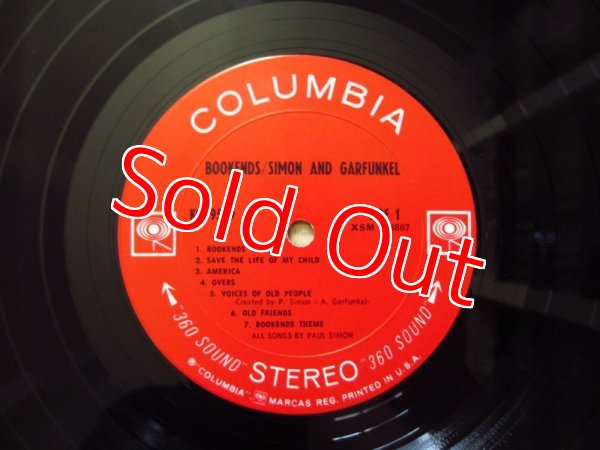 COLUMBIA
BOOKENDS/SIMON AND GARFUNKEL
1
XSM
1. BOOKENDS
2. SAVE THE LIFE OF MY CHILD
3. AMERICA
4. OVERS
5. VOICES OF OLD PEOPLE
-Created by P. Simon - A. Garfunkel-
6. OLD FRIENDS
7. BOOKENDS THEME
ALL SONGS BY PAUL SIMON
"360 SOUND" STEREO "360 SOUND"
℗ "COLUMBIA" MARCAS REG. PRINTED IN U.S.A.
Sold Out